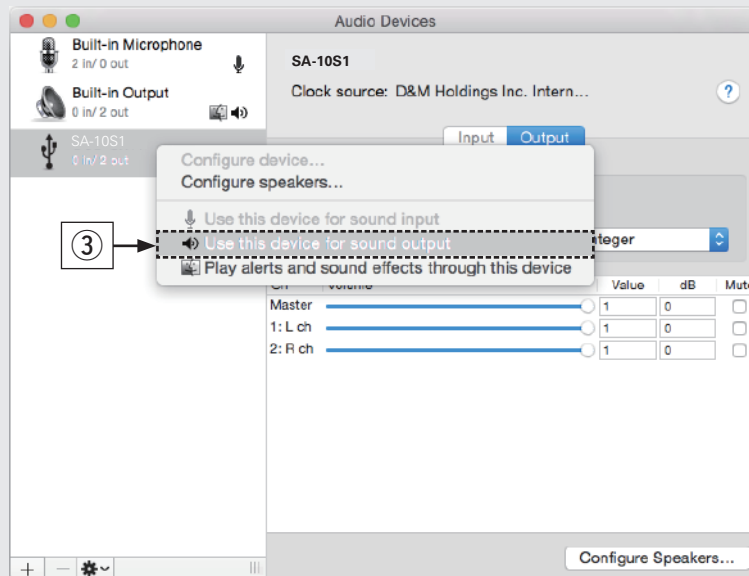 Audio Devices
Built-in Microphone
2 in/ 0 out
Built-in Output
0 in/ 2 out
SA-10S1
0 in/ 2 out
SA-10S1
Clock source: D&M Holdings Inc. Intern...
?
Input Output
Configure device...
Configure speakers...
Use this device for sound input
③
Use this device for sound output
teger
Play alerts and sound effects through this device
Ch Volume Value dB Mute
Master 1 0
1: L ch 1 0
2: R ch 1 0
Configure Speakers...